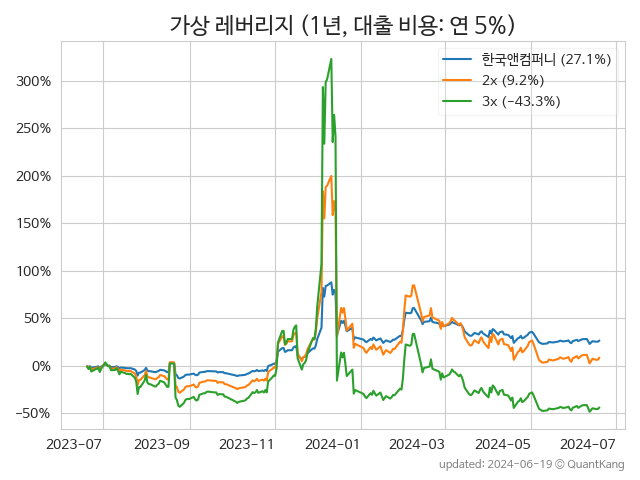 가상 레버리지 (1년, 대출 비용: 연 5%)
한국앤컴퍼니 (27.1%)
2x (9.2%)
3x (−43.3%)
300%
250%
200%
150%
100%
50%
0%
−50%
2023-07 2023-09 2023-11 2024-01 2024-03 2024-05 2024-07
updated: 2024-06-19 © QuantKang